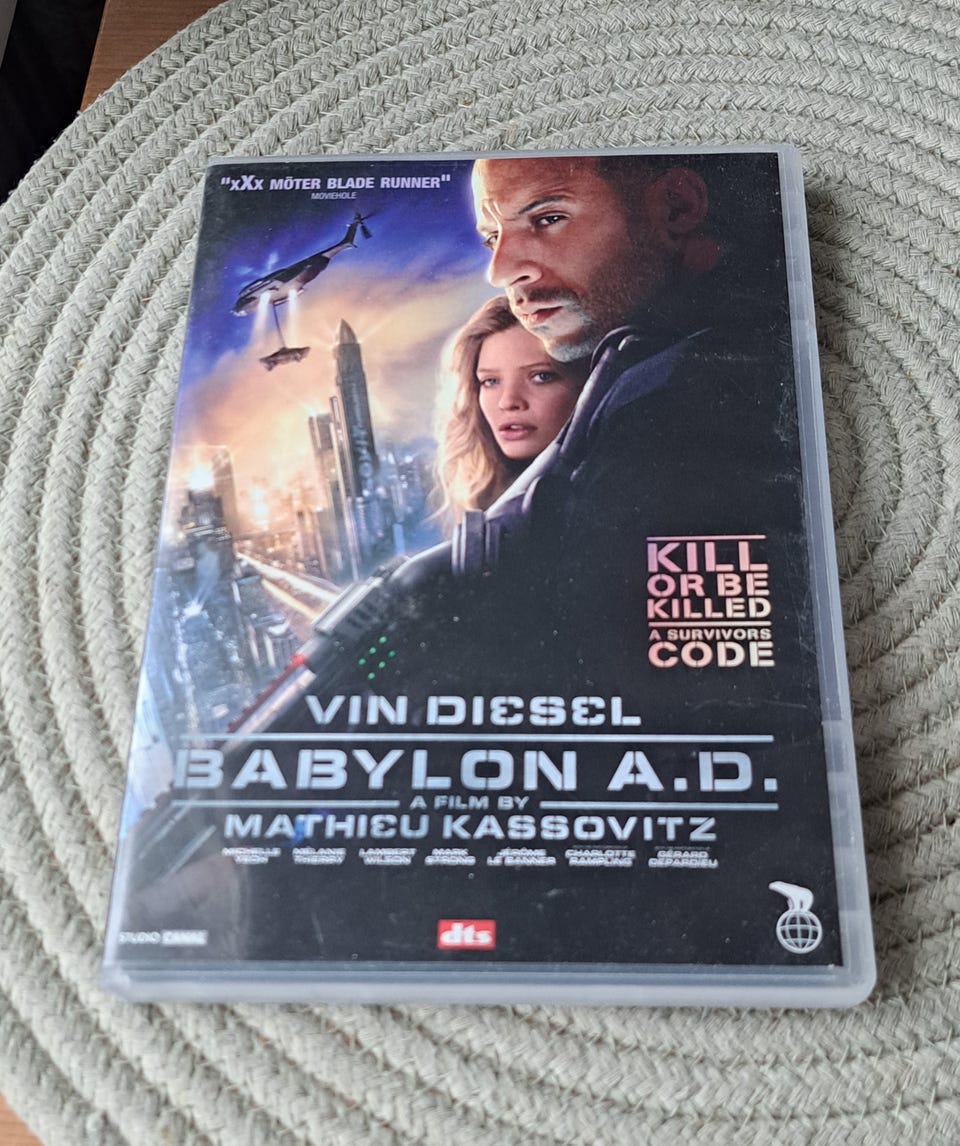 "xXx MÖTER BLADE RUNNER"
MOVIEHOLE
KILL
OR BE
KILLED
A SURVIVORS
CODE
VIN DIESEL
BABYLON A.D.
A FILM BY
MATHIEU KASSOVITZ
MICHELLE YEOH MÉLANIE THIERRY LAMBERT WILSON MARK STRONG JÉRÔME LE BANNER CHARLOTTE RAMPLING GÉRARD DEPARDIEU
STUDIO CANAL
dts